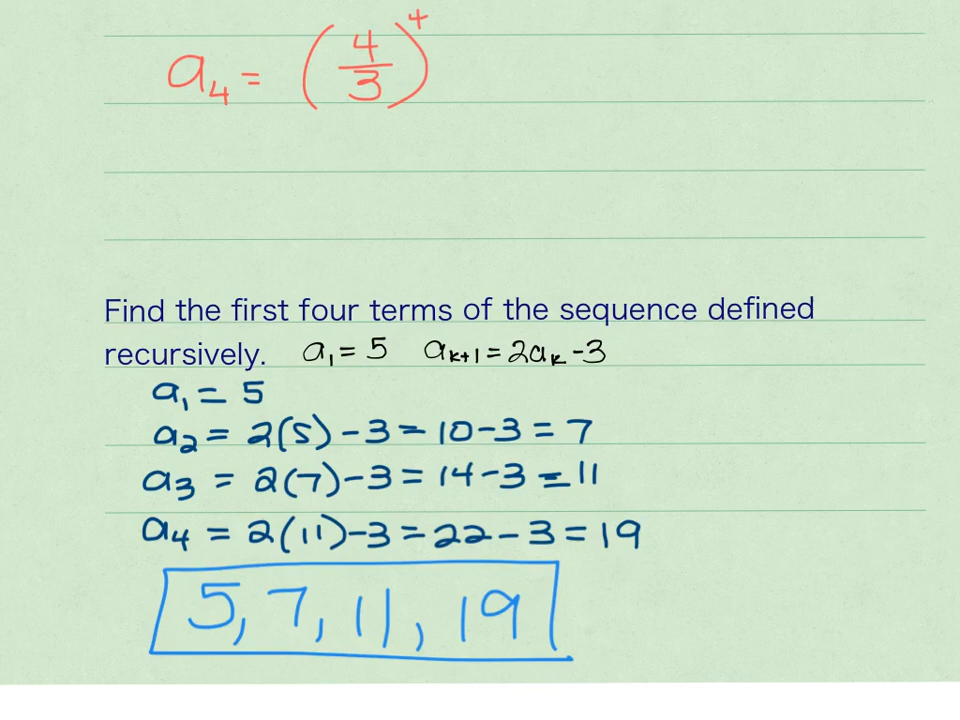 a₄ = (4/3)⁴
Find the first four terms of the sequence defined
recursively. a₁ = 5 aₖ₊₁ = 2aₖ - 3
a₁ = 5
a₂ = 2(5) - 3 = 10 - 3 = 7
a₃ = 2(7) - 3 = 14 - 3 = 11
a₄ = 2(11) - 3 = 22 - 3 = 19
5, 7, 11, 19